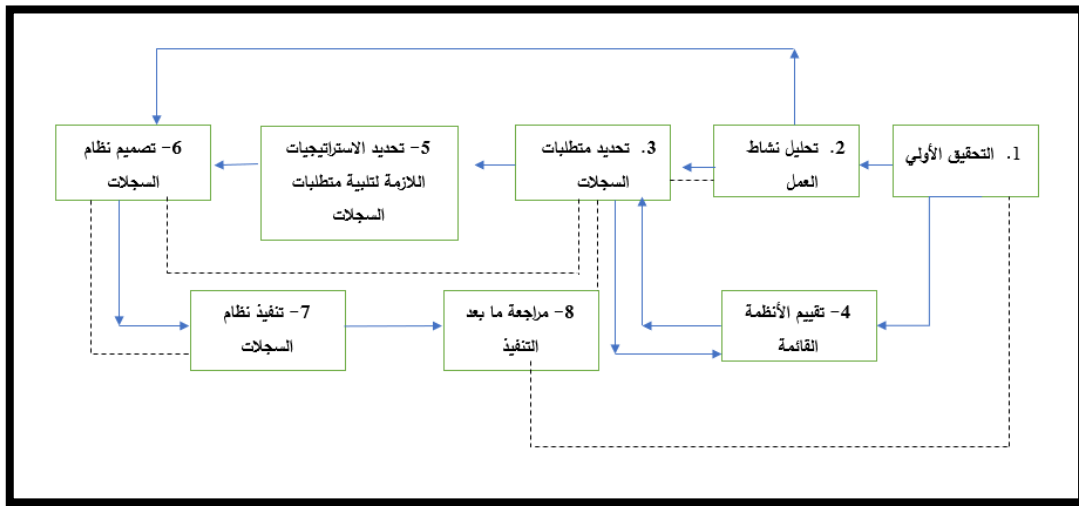 1. التحقيق الأولي
2. تحليل نشاط
العمل
3. تحديد متطلبات
السجلات
5- تحديد الاستراتيجيات
اللازمة لتلبية متطلبات
السجلات
6- تصميم نظام
السجلات
4- تقييم الأنظمة
القائمة
8- مراجعة ما بعد
التنفيذ
7- تنفيذ نظام
السجلات